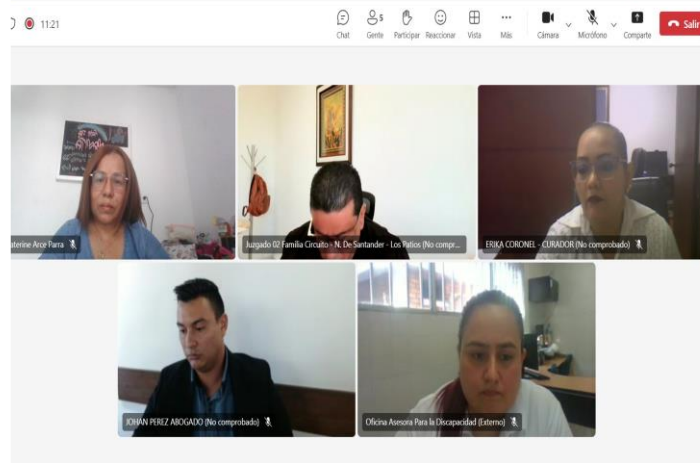 11:21
Chat
Gente
5
Participar
Reaccionar
Vista
Más
Cámara
Micrófono
Comparte
Salir
aterine Arce Parra
Juzgado 02 Familia Circuito - N. De Santander - Los Patios (No compr...
ERIKA CORONEL - CURADOR (No comprobado)
JOHAN PEREZ ABOGADO (No comprobado)
Oficina Asesora Para la Discapacidad (Externo)